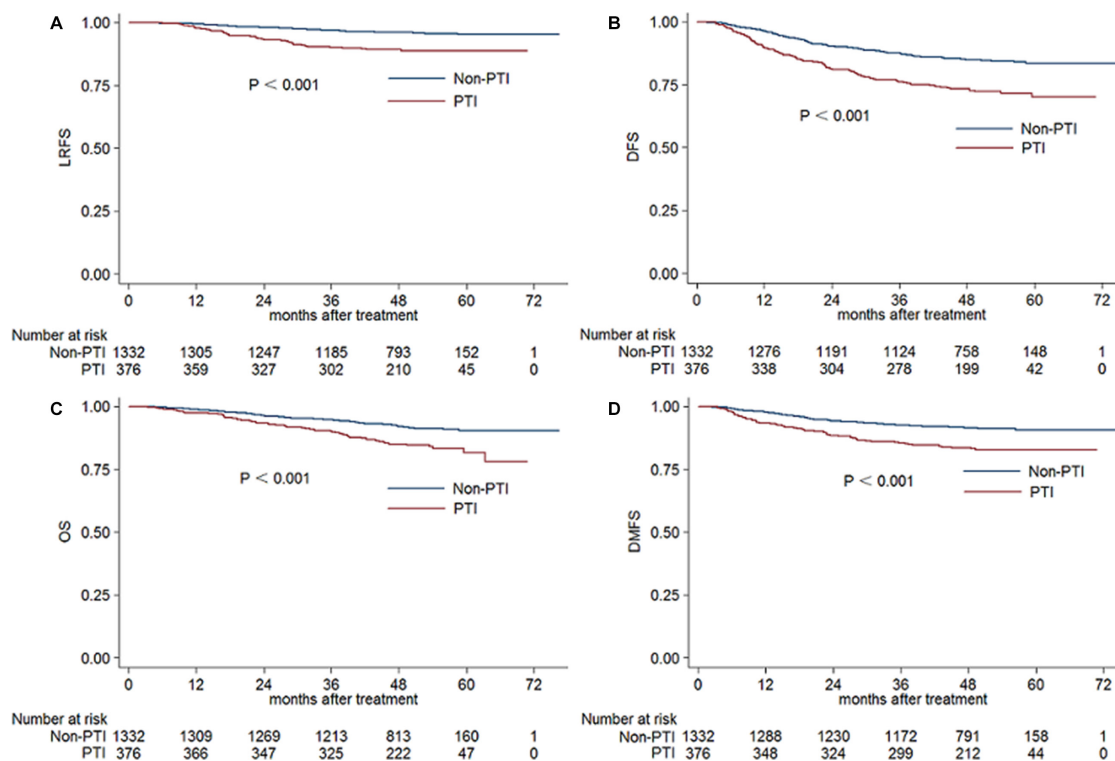 A
1.00
0.75
0.50
0.25
0.00
LRFS
P < 0.001
Non-PTI
PTI
0 12 24 36 48 60 72
months after treatment
Number at risk
Non-PTI 1332 1305 1247 1185 793 152 1
PTI 376 359 327 302 210 45 0
B
1.00
0.75
0.50
0.25
0.00
DFS
P < 0.001
Non-PTI
PTI
0 12 24 36 48 60 72
months after treatment
Number at risk
Non-PTI 1332 1276 1191 1124 758 148 1
PTI 376 338 304 278 199 42 0
C
1.00
0.75
0.50
0.25
0.00
OS
P < 0.001
Non-PTI
PTI
0 12 24 36 48 60 72
months after treatment
Number at risk
Non-PTI 1332 1309 1269 1213 813 160 1
PTI 376 366 347 325 222 47 0
D
1.00
0.75
0.50
0.25
0.00
DMFS
P < 0.001
Non-PTI
PTI
0 12 24 36 48 60 72
months after treatment
Number at risk
Non-PTI 1332 1288 1230 1172 791 158 1
PTI 376 348 324 299 212 44 0